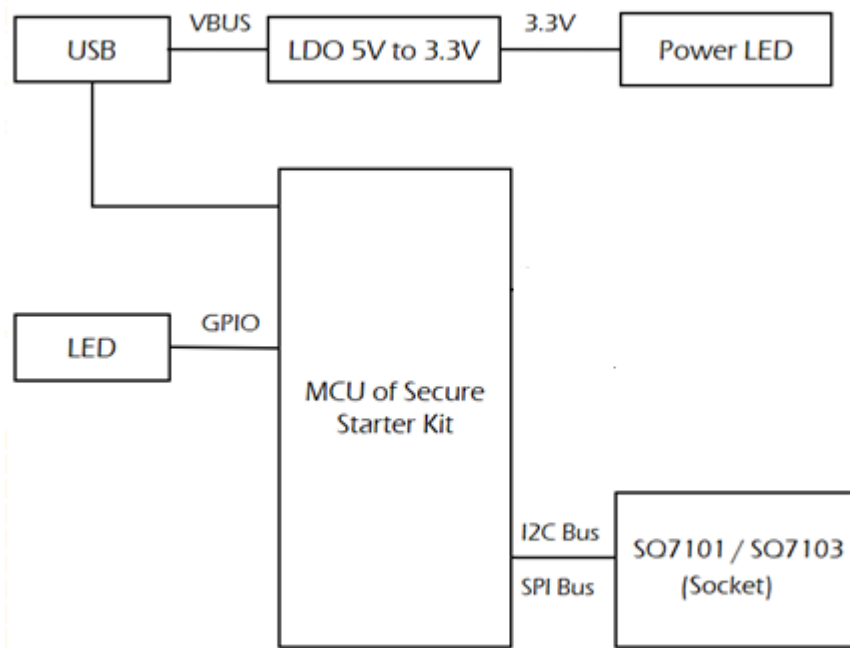 USB
VBUS
LDO 5V to 3.3V
3.3V
Power LED
LED
GPIO
MCU of Secure
Starter Kit
I2C Bus
SPI Bus
SQ7101 / SQ7103
(Socket)